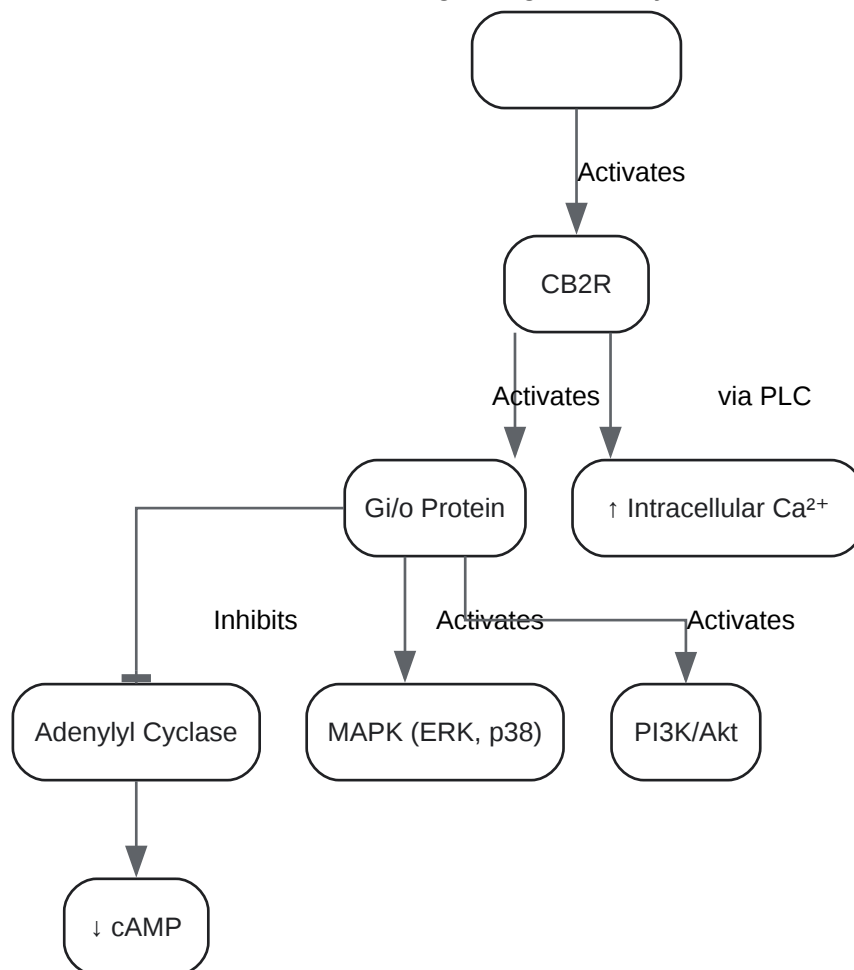 Activates
CB2R
Activates
via PLC
Gi/o Protein
↑ Intracellular Ca²⁺
Inhibits
Activates
Activates
Adenylyl Cyclase
MAPK (ERK, p38)
PI3K/Akt
↓ cAMP